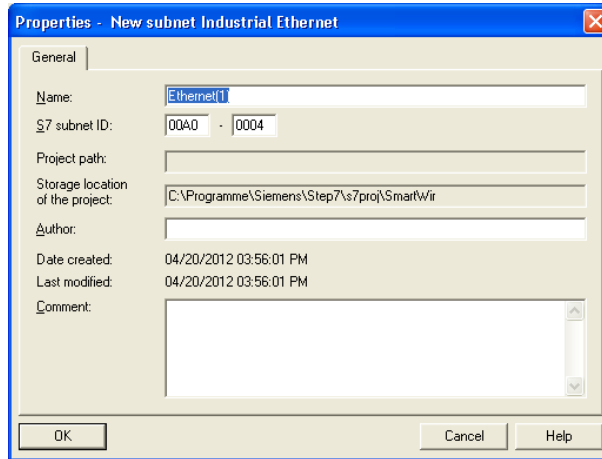 Properties - New subnet Industrial Ethernet
General
Name: Ethernet(1)
S7 subnet ID: 00A0 - 0004
Project path:
Storage location
of the project: C:\Programme\Siemens\Step7\s7proj\SmartWir
Author:
Date created: 04/20/2012 03:56:01 PM
Last modified: 04/20/2012 03:56:01 PM
Comment:
OK Cancel Help